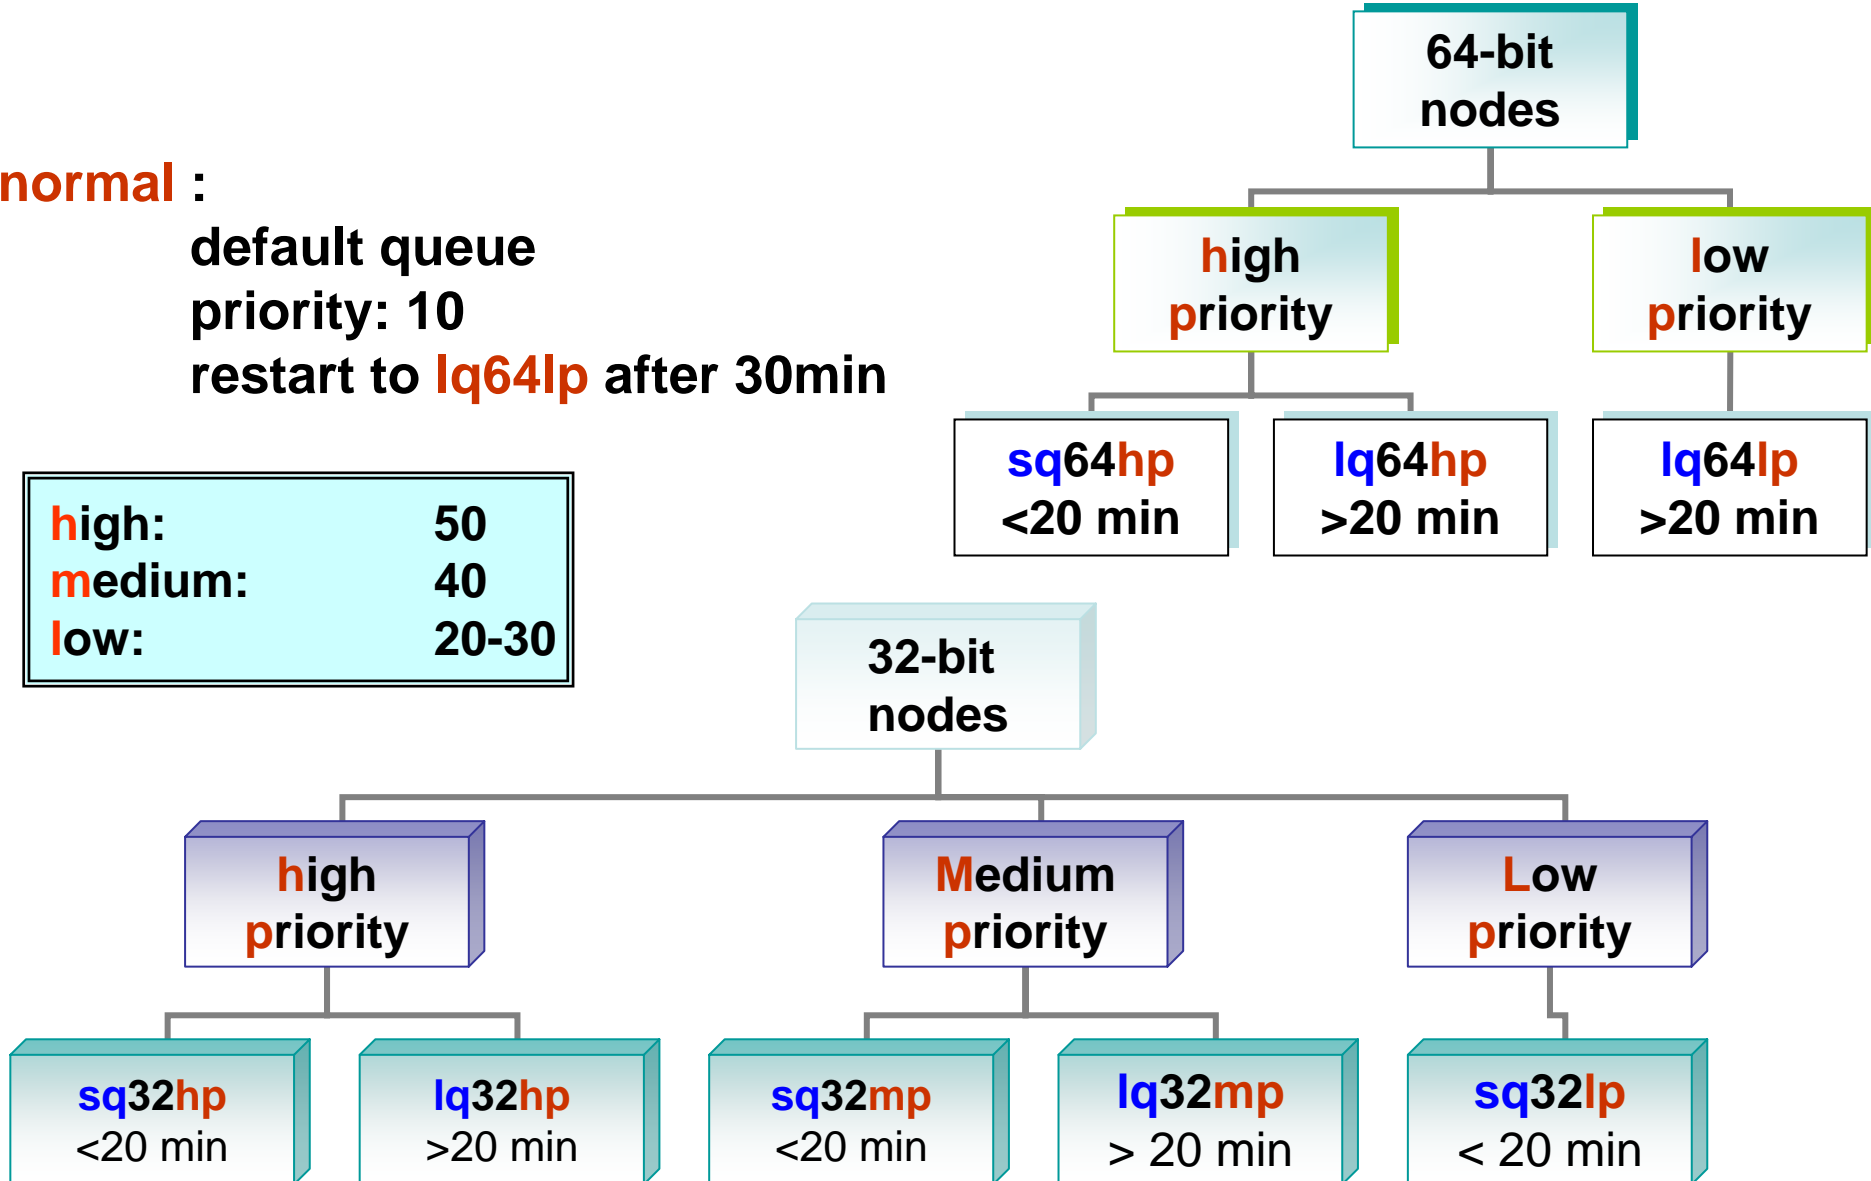 64-bit
nodes
normal :
default queue
priority: 10
restart to lq64lp after 30min
high
priority
low
priority
sq64hp
<20 min
lq64hp
>20 min
lq64lp
>20 min
high: 50
medium: 40
low: 20-30
32-bit
nodes
high
priority
Medium
priority
Low
priority
sq32hp
<20 min
lq32hp
>20 min
sq32mp
<20 min
lq32mp
> 20 min
sq32lp
< 20 min